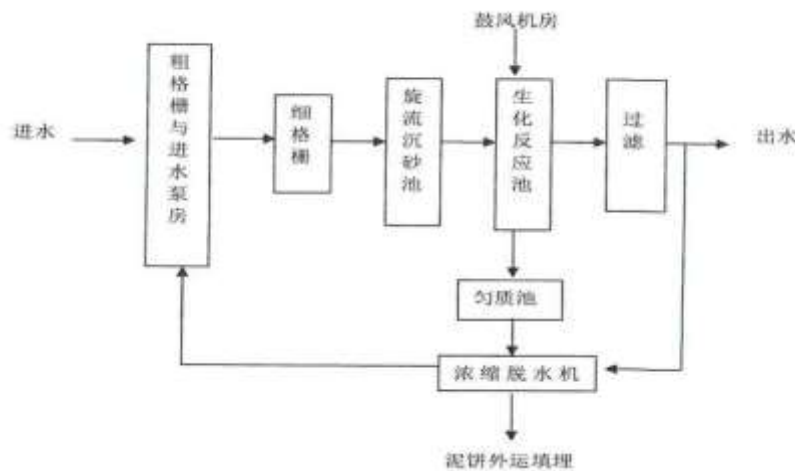 鼓风机房
进水
粗格栅与进水泵房
细格栅
旋流沉砂池
生化反应池
过滤
出水
匀质池
浓缩脱水机
泥饼外运填埋